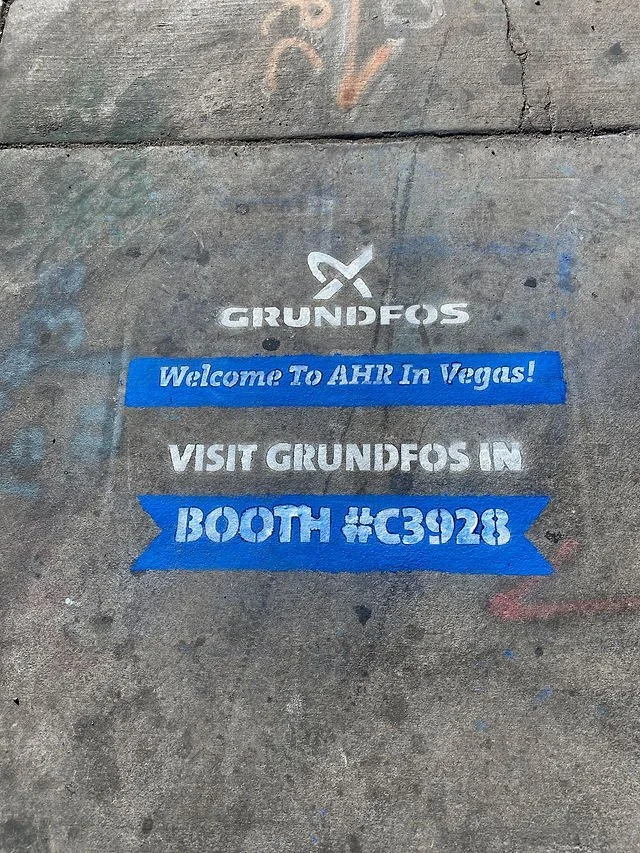 GRUNDFOS
Welcome To AHR In Vegas!
VISIT GRUNDFOS IN
BOOTH #C3928